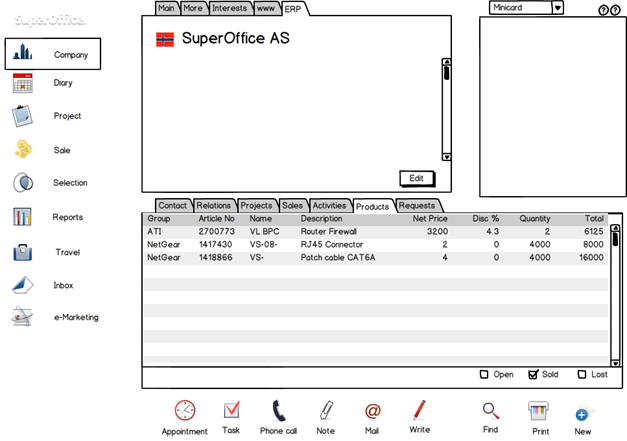 SuperOffice.
Company
Diary
Project
Sale
Selection
Reports
Travel
Inbox
e-Marketing
Main More Interests www ERP
SuperOffice AS
Edit
Minicard
? ?
Contact Relations Projects Sales Activities Products Requests
Group Article No Name Description Net Price Disc % Quantity Total
ATI 2700773 VL BPC Router Firewall 3200 4.3 2 6125
NetGear 1417430 VS-08- RJ45 Connector 2 0 4000 8000
NetGear 1418866 VS- Patch cable CAT6A 4 0 4000 16000
Open Sold Lost
Appointment Task Phone call Note Mail Write Find Print New